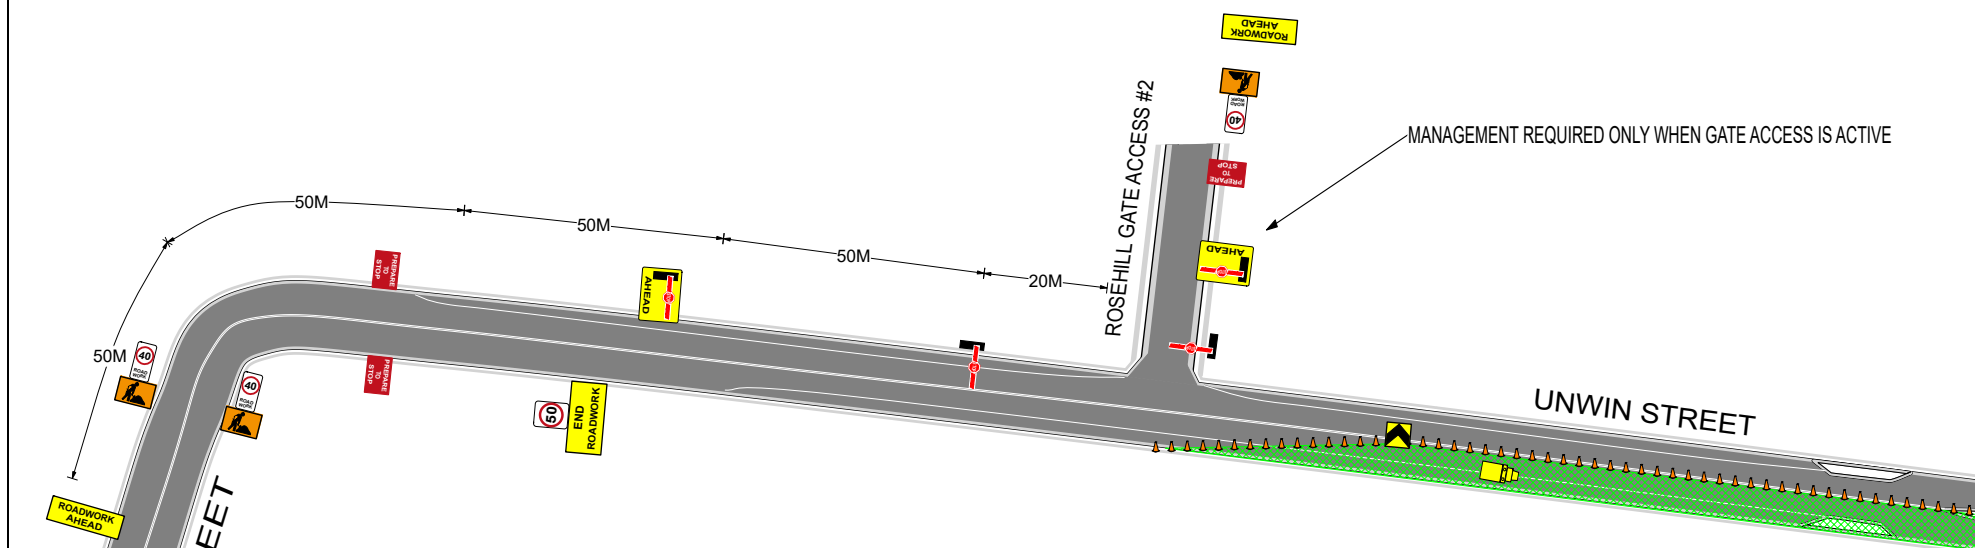 ROADWORK
AHEAD
40
ROAD
WORK
ROSEHILL GATE ACCESS #2
MANAGEMENT REQUIRED ONLY WHEN GATE ACCESS IS ACTIVE
PREPARE
TO
STOP
AHEAD
50M
50M
50M
20M
50M
PREPARE
TO
STOP
AHEAD
40
ROAD
WORK
40
ROAD
WORK
PREPARE
TO
STOP
50
END
ROADWORK
UNWIN STREET
ROADWORK
AHEAD
EET